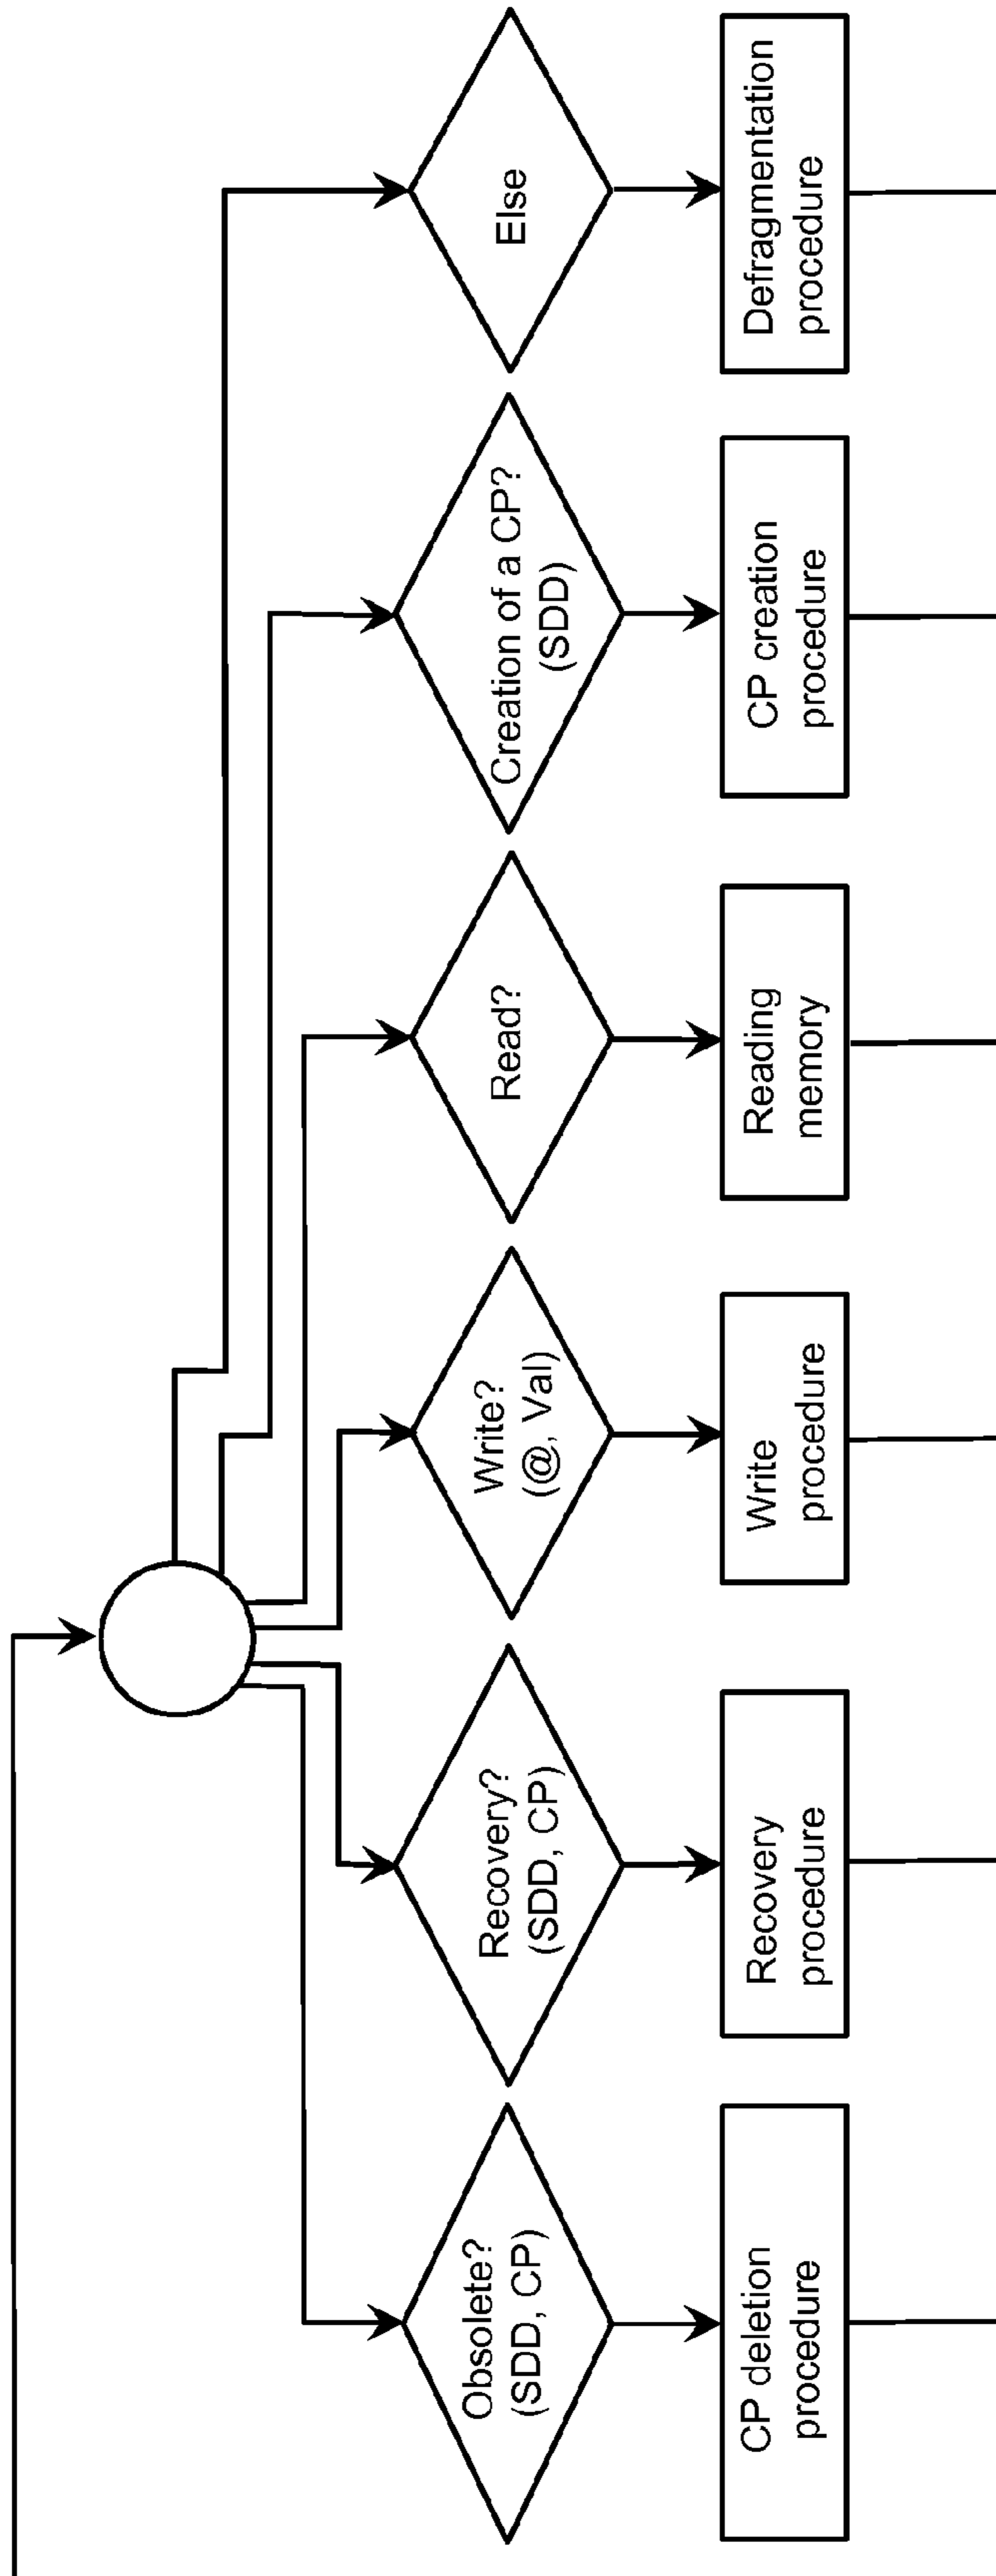 Obsolete?
(SDD, CP)
Recovery?
(SDD, CP)
Write?
(@, Val)
Read?
Creation of a CP?
(SDD)
Else
CP deletion
procedure
Recovery
procedure
Write
procedure
Reading
memory
CP creation
procedure
Defragmentation
procedure